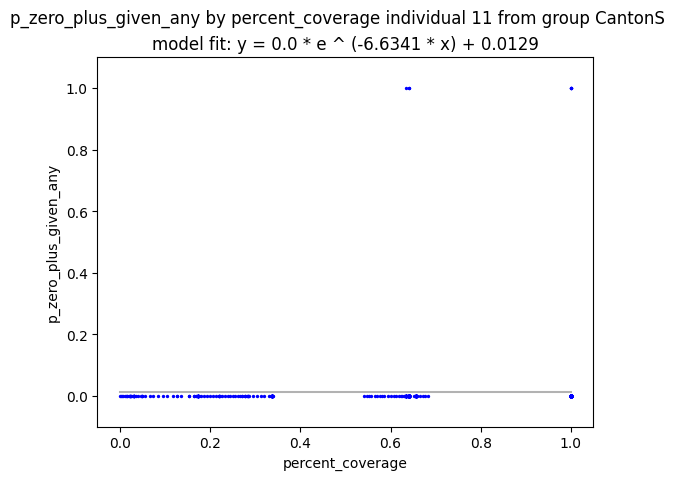 p_zero_plus_given_any by percent_coverage individual 11 from group CantonS
model fit: y = 0.0 * e ^ (-6.6341 * x) + 0.0129
1.0
0.8
0.6
0.4
0.2
0.0
p_zero_plus_given_any
0.0 0.2 0.4 0.6 0.8 1.0
percent_coverage